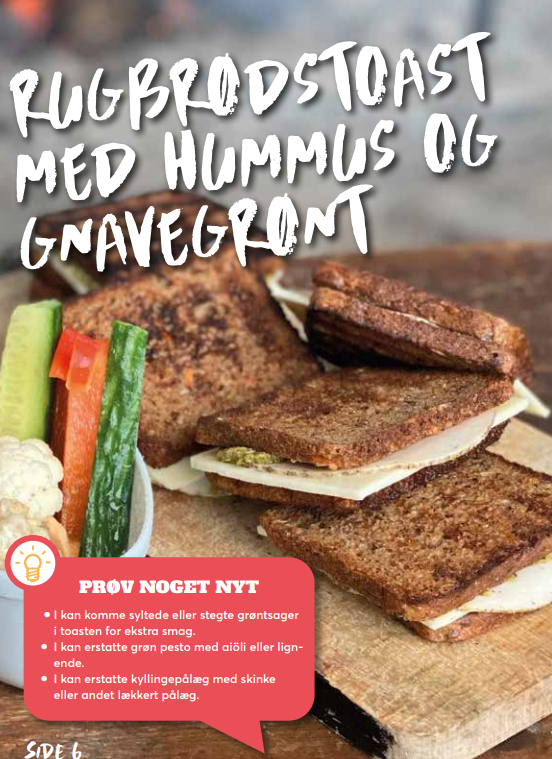 RUGBRØDSTOAST
MED HUMMUS OG
GNAVEGRØNT
PRØV NOGET NYT
• I kan komme syltede eller stegte grøntsager
i toasten for ekstra smag.
• I kan erstatte grøn pesto med aiöli eller lign-
ende.
• I kan erstatte kyllingepålæg med skinke
eller andet lækkert pålæg.
SIDE 6